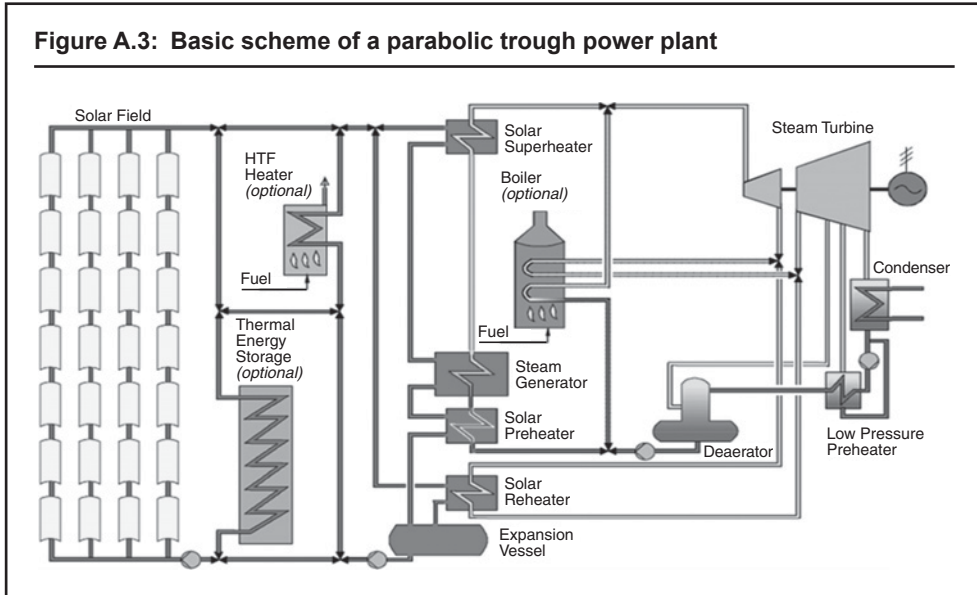 Figure A.3:  Basic scheme of a parabolic trough power plant
Solar Field
HTF
Heater
(optional)
Fuel
Thermal
Energy
Storage
(optional)
Solar
Superheater
Boiler
(optional)
Fuel
Steam
Generator
Solar
Preheater
Solar
Reheater
Expansion
Vessel
Steam Turbine
Condenser
Low Pressure
Preheater
Deaerator